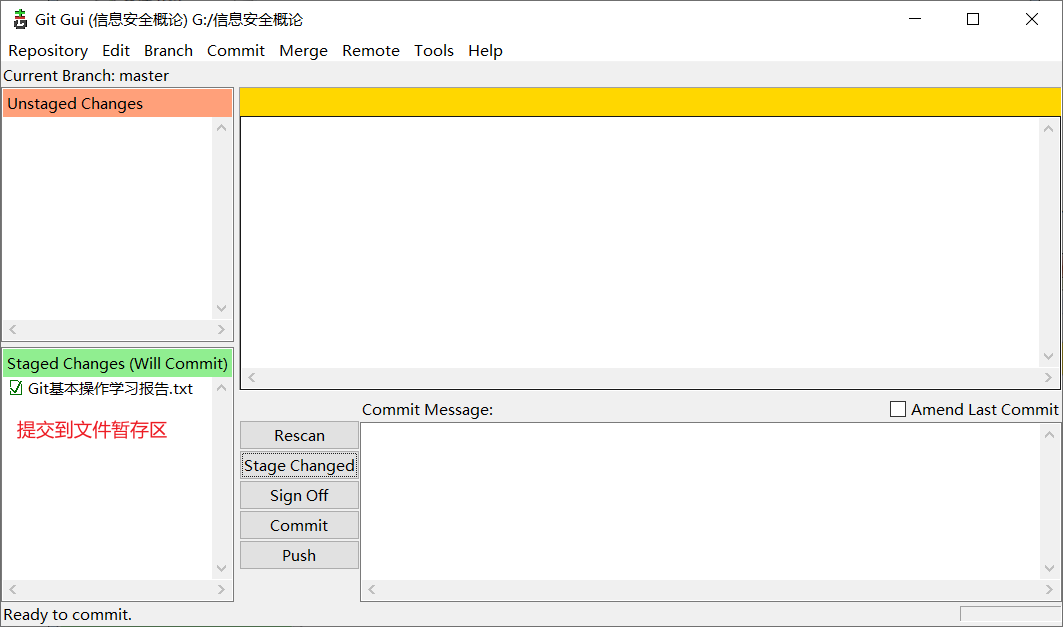 Git Gui (信息安全概论) G:/信息安全概论
Repository Edit Branch Commit Merge Remote Tools Help
Current Branch: master
Unstaged Changes
Staged Changes (Will Commit)
Git基本操作学习报告.txt
提交到文件暂存区
Commit Message:
Amend Last Commit
Rescan
Stage Changed
Sign Off
Commit
Push
Ready to commit.